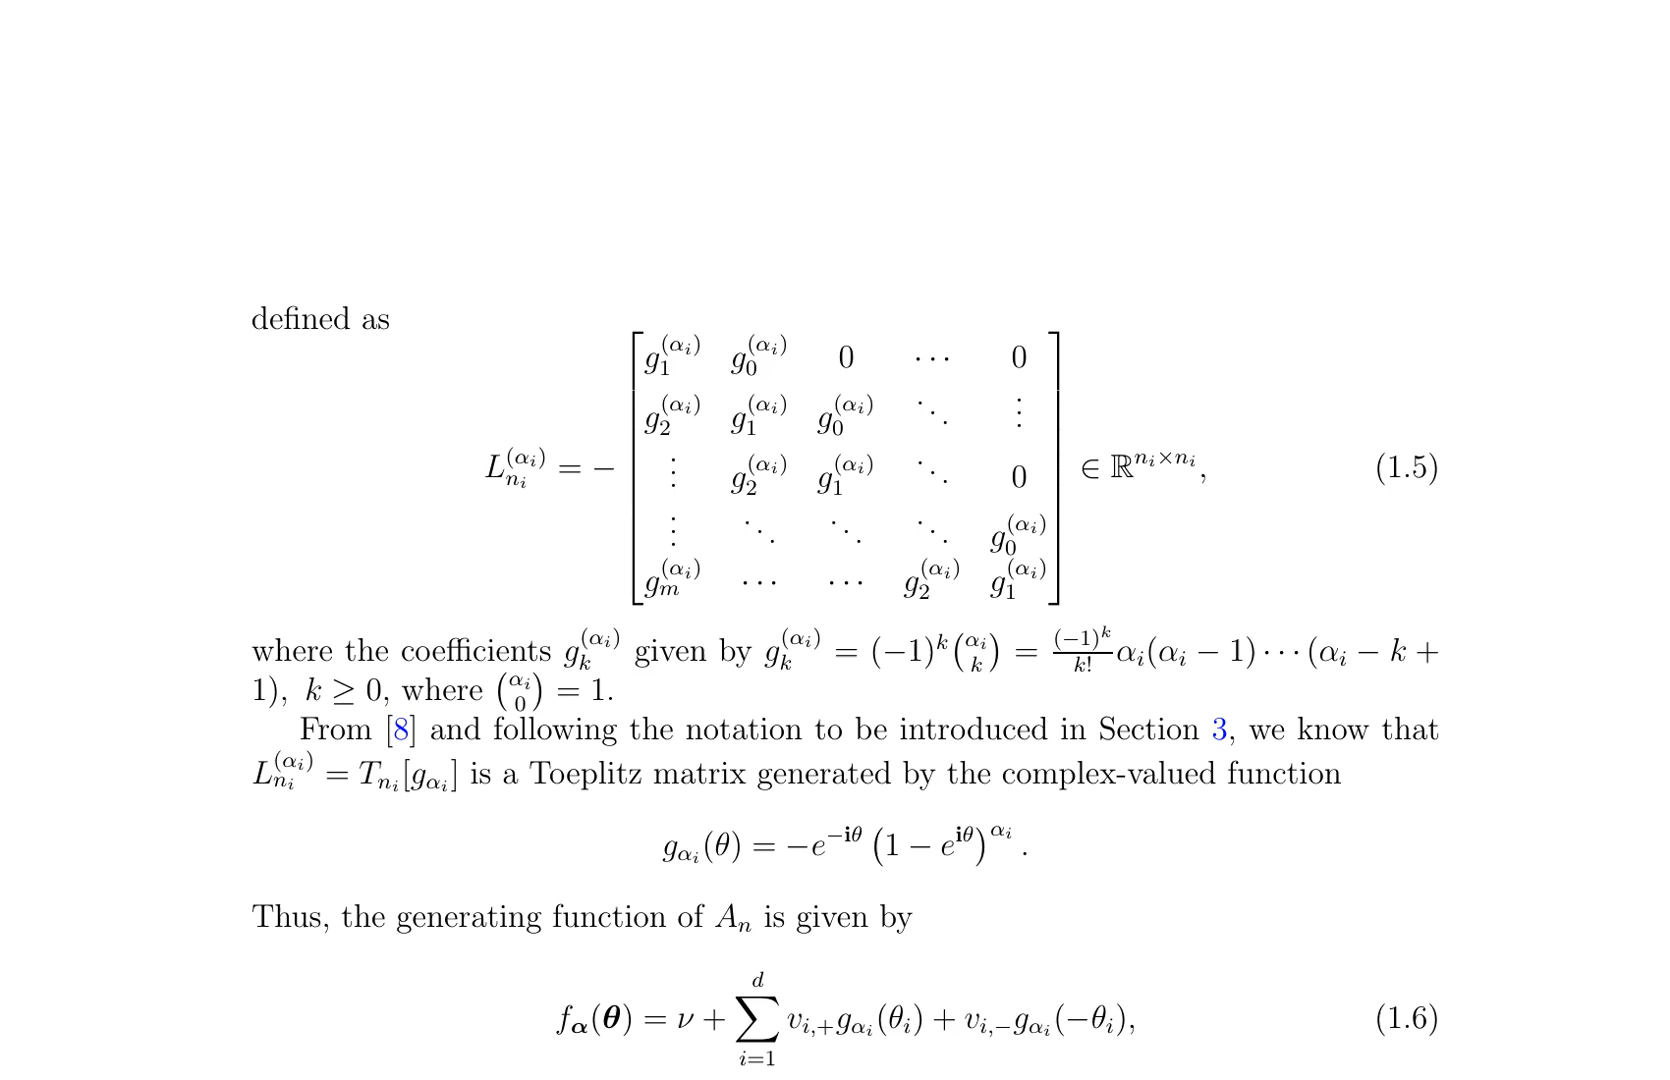 defined as
$$L_{n_i}^{(\alpha_i)} = - \begin{bmatrix} g_1^{(\alpha_i)} & g_0^{(\alpha_i)} & 0 & \cdots & 0 \\ g_2^{(\alpha_i)} & g_1^{(\alpha_i)} & g_0^{(\alpha_i)} & \ddots & \vdots \\ \vdots & g_2^{(\alpha_i)} & g_1^{(\alpha_i)} & \ddots & 0 \\ \vdots & \ddots & \ddots & \ddots & g_0^{(\alpha_i)} \\ g_m^{(\alpha_i)} & \cdots & \cdots & g_2^{(\alpha_i)} & g_1^{(\alpha_i)} \end{bmatrix} \in \mathbb{R}^{n_i \times n_i}, \quad (1.5)$$
where the coefficients $g_k^{(\alpha_i)}$ given by $g_k^{(\alpha_i)} = (-1)^k \binom{\alpha_i}{k} = \frac{(-1)^k}{k!} \alpha_i(\alpha_i - 1) \cdots (\alpha_i - k +$
$1),\ k \geq 0$, where $\binom{\alpha_i}{0} = 1$.
From [8] and following the notation to be introduced in Section 3, we know that
$L_{n_i}^{(\alpha_i)} = T_{n_i}[g_{\alpha_i}]$ is a Toeplitz matrix generated by the complex-valued function
$$g_{\alpha_i}(\theta) = -e^{-\mathbf{i}\theta} \left(1 - e^{\mathbf{i}\theta}\right)^{\alpha_i}.$$
Thus, the generating function of $A_n$ is given by
$$f_{\boldsymbol{\alpha}}(\boldsymbol{\theta}) = \nu + \sum_{i=1}^{d} v_{i,+} g_{\alpha_i}(\theta_i) + v_{i,-} g_{\alpha_i}(-\theta_i), \quad (1.6)$$